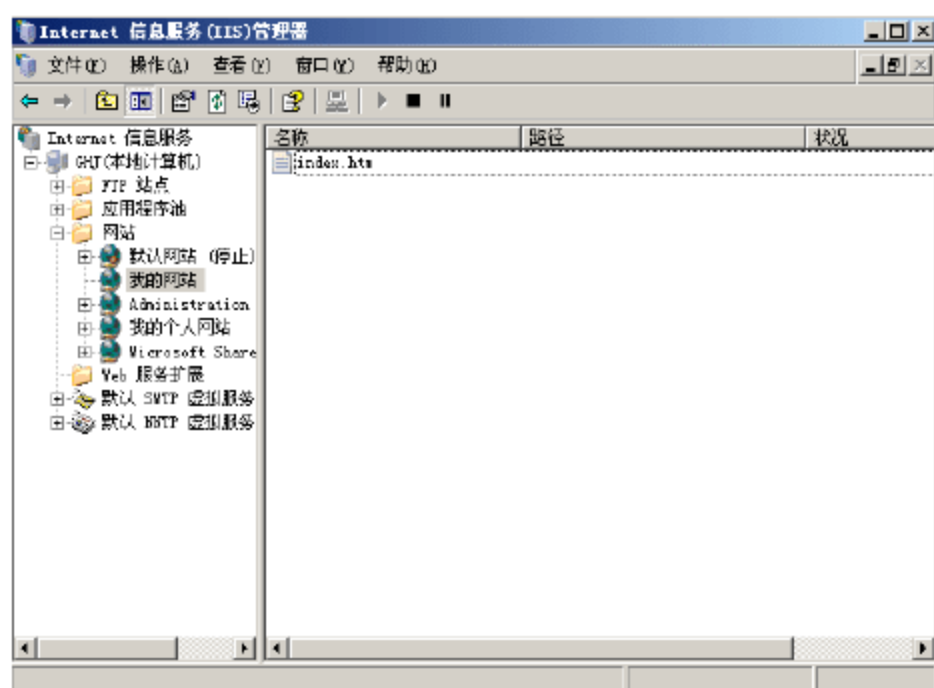 Internet 信息服务(IIS)管理器
文件(F) 操作(A) 查看(V) 窗口(W) 帮助(H)
Internet 信息服务
名称 路径 状况
(本地计算机)
index.htm
FTP 站点
应用程序池
网站
默认网站 (停止)
我的网站
Administration
我的个人网站
Microsoft Share
Web 服务扩展
默认 SMTP 虚拟服务
默认 NNTP 虚拟服务